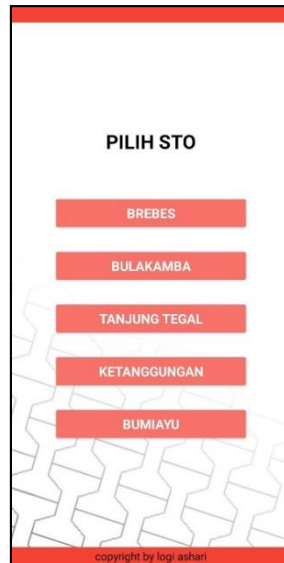 PILIH STO
BREBES
BULAKAMBA
TANJUNG TEGAL
KETANGGUNGAN
BUMIAYU
copyright by logi ashari